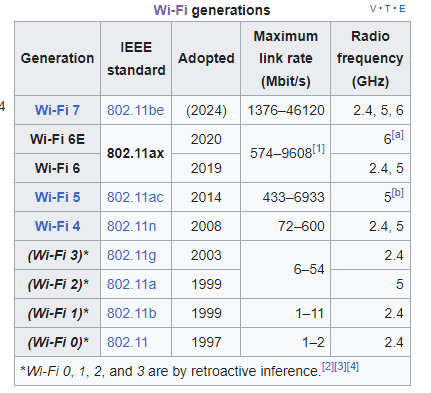 Wi-Fi generations
V·T·E
Generation IEEE standard Adopted Maximum link rate (Mbit/s) Radio frequency (GHz)
4
Wi-Fi 7 802.11be (2024) 1376–46120 2.4, 5, 6
Wi-Fi 6E 802.11ax 2020 574–9608[1] 6[a]
Wi-Fi 6 2019 2.4, 5
Wi-Fi 5 802.11ac 2014 433–6933 5[b]
Wi-Fi 4 802.11n 2008 72–600 2.4, 5
(Wi-Fi 3)* 802.11g 2003 6–54 2.4
(Wi-Fi 2)* 802.11a 1999 5
(Wi-Fi 1)* 802.11b 1999 1–11 2.4
(Wi-Fi 0)* 802.11 1997 1–2 2.4
*Wi-Fi 0, 1, 2, and 3 are by retroactive inference.[2][3][4]